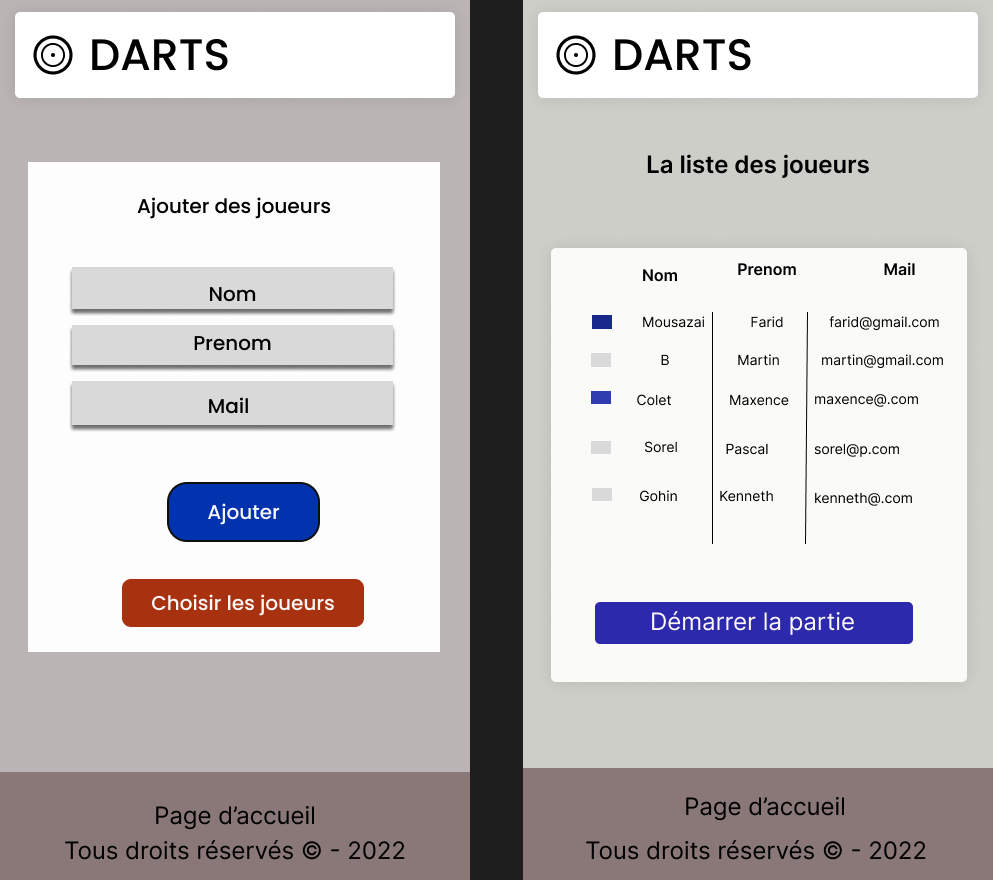 DARTS
Ajouter des joueurs
Nom
Prenom
Mail
Ajouter
Choisir les joueurs
Page d’accueil
Tous droits réservés © - 2022
DARTS
La liste des joueurs
Nom Prenom Mail
Mousazai Farid farid@gmail.com
B Martin martin@gmail.com
Colet Maxence maxence@.com
Sorel Pascal sorel@p.com
Gohin Kenneth kenneth@.com
Démarrer la partie
Page d’accueil
Tous droits réservés © - 2022